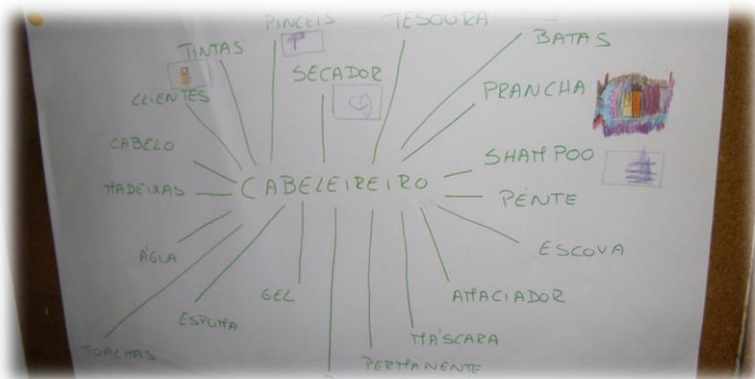 PINCEIS
TESOURA
TINTAS
BATAS
SECADOR
CLIENTES
PRANCHA
CABELO
SHAMPOO
MADEIXAS
CABELEIREIRO
PENTE
ÁGUA
ESCOVA
GEL
AMACIADOR
ESPUMA
MÁSCARA
TOALHAS
PERMANENTE